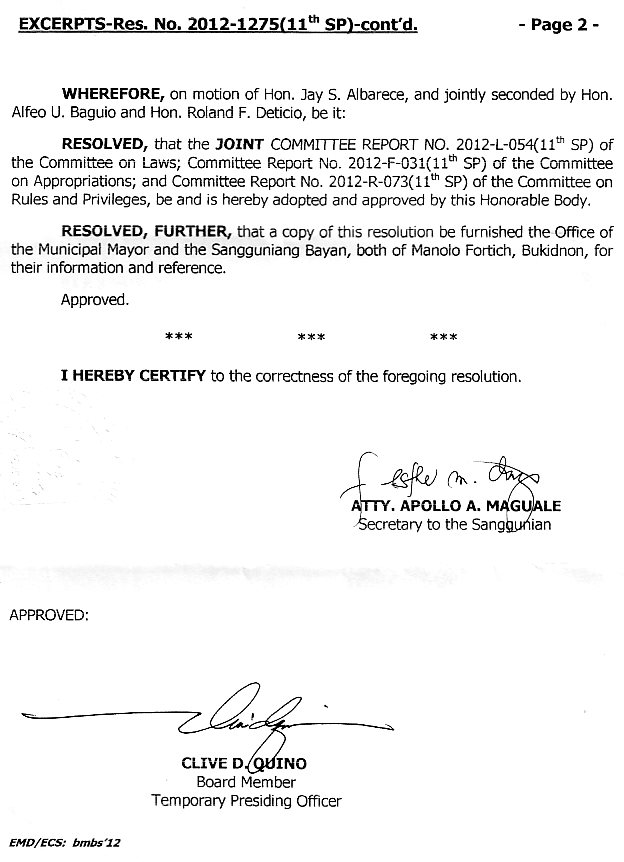 EXCERPTS-Res. No. 2012-1275(11th SP)-cont'd. - Page 2 -
WHEREFORE, on motion of Hon. Jay S. Albarece, and jointly seconded by Hon.
Alfeo U. Baguio and Hon. Roland F. Deticio, be it:
RESOLVED, that the JOINT COMMITTEE REPORT NO. 2012-L-054(11th SP) of
the Committee on Laws; Committee Report No. 2012-F-031(11th SP) of the Committee
on Appropriations; and Committee Report No. 2012-R-073(11th SP) of the Committee on
Rules and Privileges, be and is hereby adopted and approved by this Honorable Body.
RESOLVED, FURTHER, that a copy of this resolution be furnished the Office of
the Municipal Mayor and the Sangguniang Bayan, both of Manolo Fortich, Bukidnon, for
their information and reference.
Approved.
*** *** ***
I HEREBY CERTIFY to the correctness of the foregoing resolution.
ATTY. APOLLO A. MAGUALE
Secretary to the Sanggunian
APPROVED:
CLIVE D. QUINO
Board Member
Temporary Presiding Officer
EMD/ECS: bmbs'12